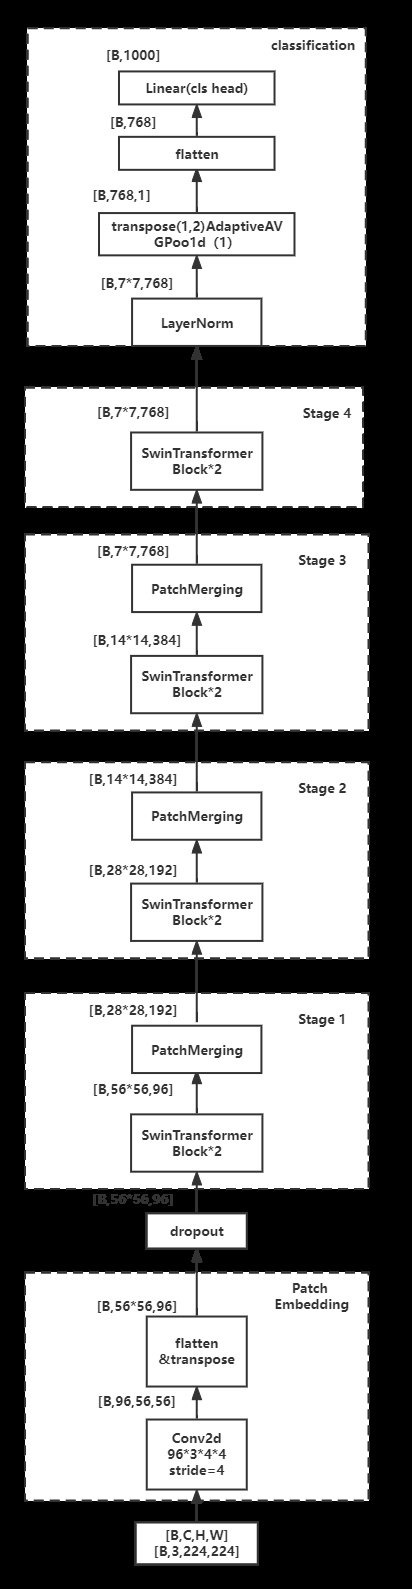 classification
[B,1000]
Linear(cls head)
[B,768]
flatten
[B,768,1]
transpose(1,2)AdaptiveAV
GPoo1d (1)
[B,7*7,768]
LayerNorm
[B,7*7,768]
Stage 4
SwinTransformer
Block*2
[B,7*7,768]
Stage 3
PatchMerging
[B,14*14,384]
SwinTransformer
Block*2
[B,14*14,384]
Stage 2
PatchMerging
[B,28*28,192]
SwinTransformer
Block*2
[B,28*28,192]
Stage 1
PatchMerging
[B,56*56,96]
SwinTransformer
Block*2
[B,56*56,96]
dropout
Patch
Embedding
[B,56*56,96]
flatten
&transpose
[B,96,56,56]
Conv2d
96*3*4*4
stride=4
[B,C,H,W]
[B,3,224,224]